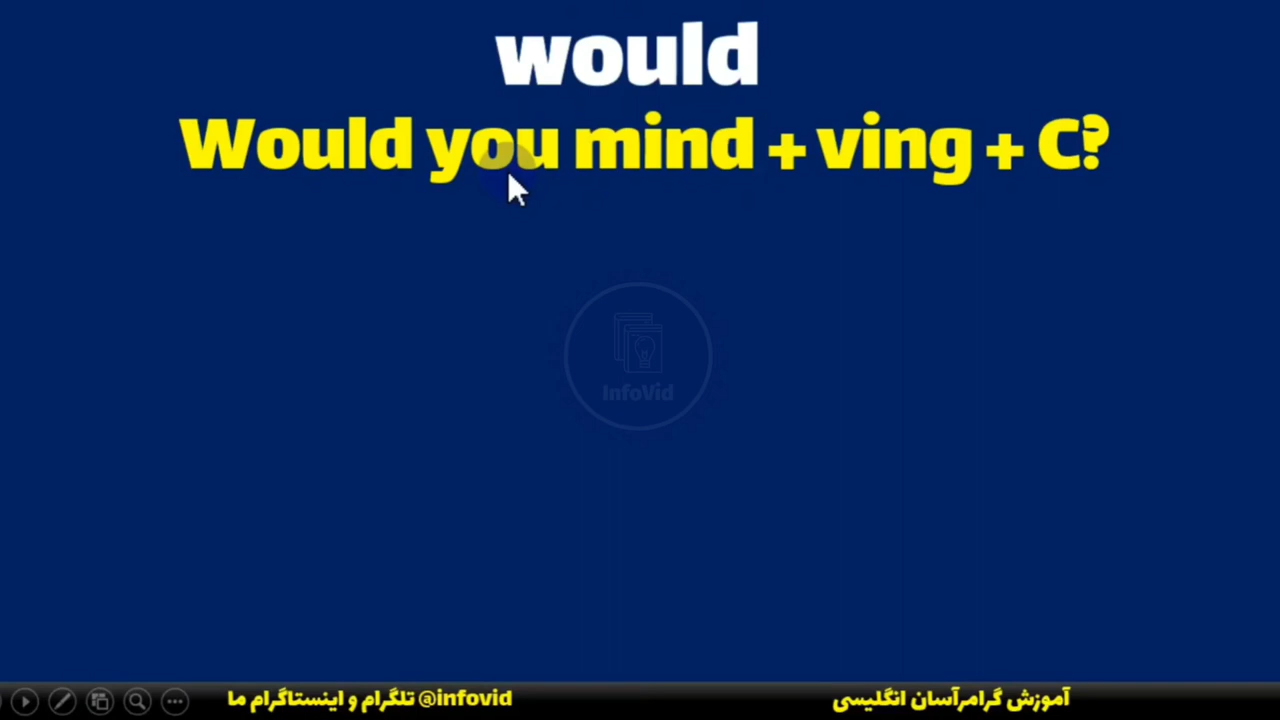 would
Would you mind + ving + C?
InfoVid
آموزش گرامرآسان انگلیسی
تلگرام و اینستاگرام ما @infovid